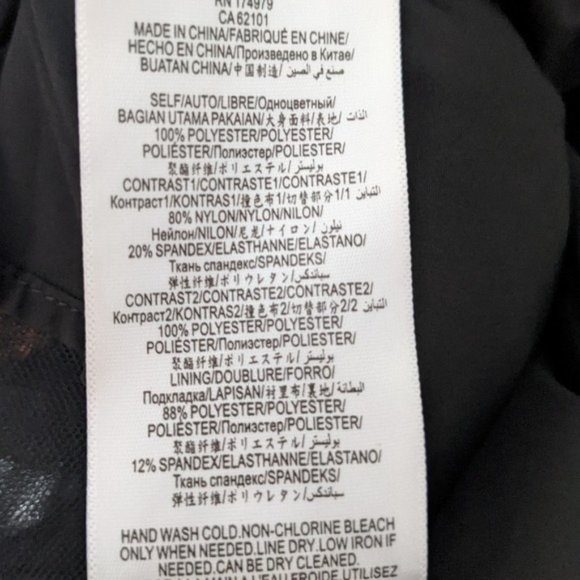 RN 174979
CA 62101
MADE IN CHINA/FABRIQUÉ EN CHINE/
HECHO EN CHINA/Произведено в Китае/
BUATAN CHINA/中国制造/ صنع في الصين
SELF/AUTO/LIBRE/Одноцветный/
BAGIAN UTAMA PAKAIAN/大身面料/表地/ الذات
100% POLYESTER/POLYESTER/
POLIÉSTER/Полиэстер/POLIESTER/
聚酯纤维/ポリエステル/ بوليستر
CONTRAST1/CONTRASTE1/CONTRASTE1/
Контраст1/KONTRAS1/撞色布1/切替部分1/1 التباين
80% NYLON/NYLON/NILON/
Нейлон/NILON/尼龙/ナイロン/ نيلون
20% SPANDEX/ELASTHANNE/ELASTANO/
Ткань спандекс/SPANDEKS/
弹性纤维/ポリウレタン/ سباندكس
CONTRAST2/CONTRASTE2/CONTRASTE2/
Контраст2/KONTRAS2/撞色布2/切替部分2/2 التباين
100% POLYESTER/POLYESTER/
POLIÉSTER/Полиэстер/POLIESTER/
聚酯纤维/ポリエステル/ بوليستر
LINING/DOUBLURE/FORRO/
Подкладка/LAPISAN/衬里布/裏地/ البطانة
88% POLYESTER/POLYESTER/
POLIÉSTER/Полиэстер/POLIESTER/
聚酯纤维/ポリエステル/ بوليستر
12% SPANDEX/ELASTHANNE/ELASTANO/
Ткань спандекс/SPANDEKS/
弹性纤维/ポリウレタン/ سباندكس
HAND WASH COLD.NON-CHLORINE BLEACH
ONLY WHEN NEEDED.LINE DRY.LOW IRON IF
NEEDED.CAN BE DRY CLEANED.
MAIN A L'EAU FROIDE UTILISEZ